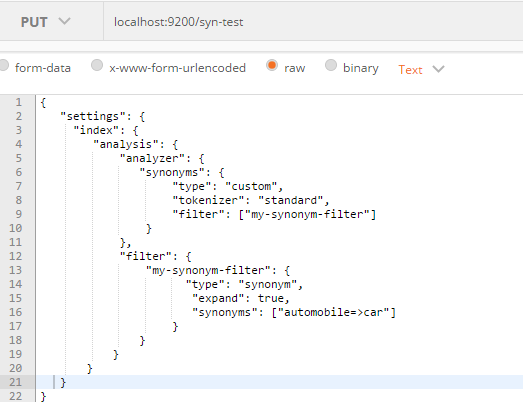 PUT localhost:9200/syn-test
form-data x-www-form-urlencoded raw binary Text
1 {
2 "settings": {
3 "index": {
4 "analysis": {
5 "analyzer": {
6 "synonyms": {
7 "type": "custom",
8 "tokenizer": "standard",
9 "filter": ["my-synonym-filter"]
10 }
11 },
12 "filter": {
13 "my-synonym-filter": {
14 "type": "synonym",
15 "expand": true,
16 "synonyms": ["automobile=>car"]
17 }
18 }
19 }
20 }
21 }
22 }